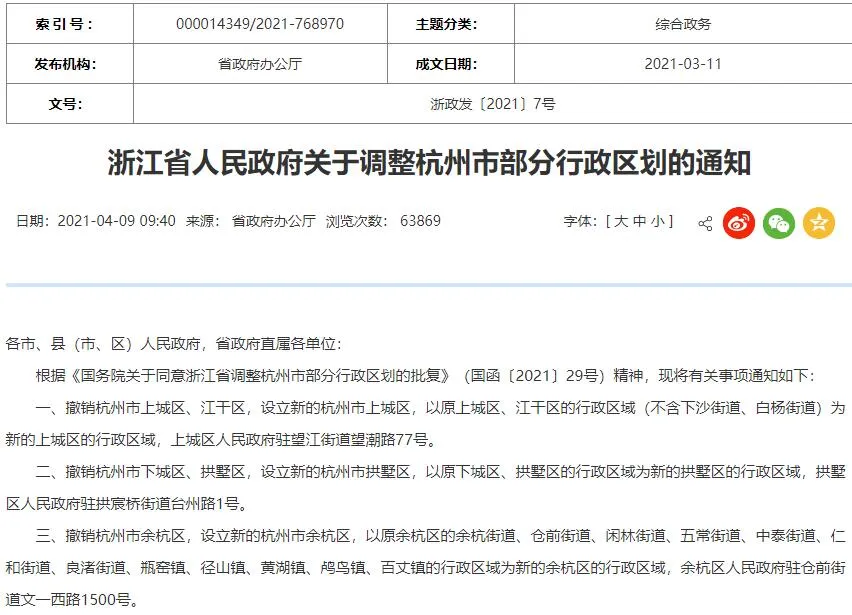 索引号： 000014349/2021-768970 主题分类： 综合政务
发布机构： 省政府办公厅 成文日期： 2021-03-11
文号： 浙政发〔2021〕7号
浙江省人民政府关于调整杭州市部分行政区划的通知
日期：2021-04-09 09:40 来源：省政府办公厅 浏览次数：63869 字体：[ 大 中 小 ]
各市、县（市、区）人民政府，省政府直属各单位：
根据《国务院关于同意浙江省调整杭州市部分行政区划的批复》（国函〔2021〕29号）精神，现将有关事项通知如下：
一、撤销杭州市上城区、江干区，设立新的杭州市上城区，以原上城区、江干区的行政区域（不含下沙街道、白杨街道）为
新的上城区的行政区域，上城区人民政府驻望江街道望潮路77号。
二、撤销杭州市下城区、拱墅区，设立新的杭州市拱墅区，以原下城区、拱墅区的行政区域为新的拱墅区的行政区域，拱墅
区人民政府驻拱宸桥街道台州路1号。
三、撤销杭州市余杭区，设立新的杭州市余杭区，以原余杭区的余杭街道、仓前街道、闲林街道、五常街道、中泰街道、仁
和街道、良渚街道、瓶窑镇、径山镇、黄湖镇、鸬鸟镇、百丈镇的行政区域为新的余杭区的行政区域，余杭区人民政府驻仓前街
道文一西路1500号。